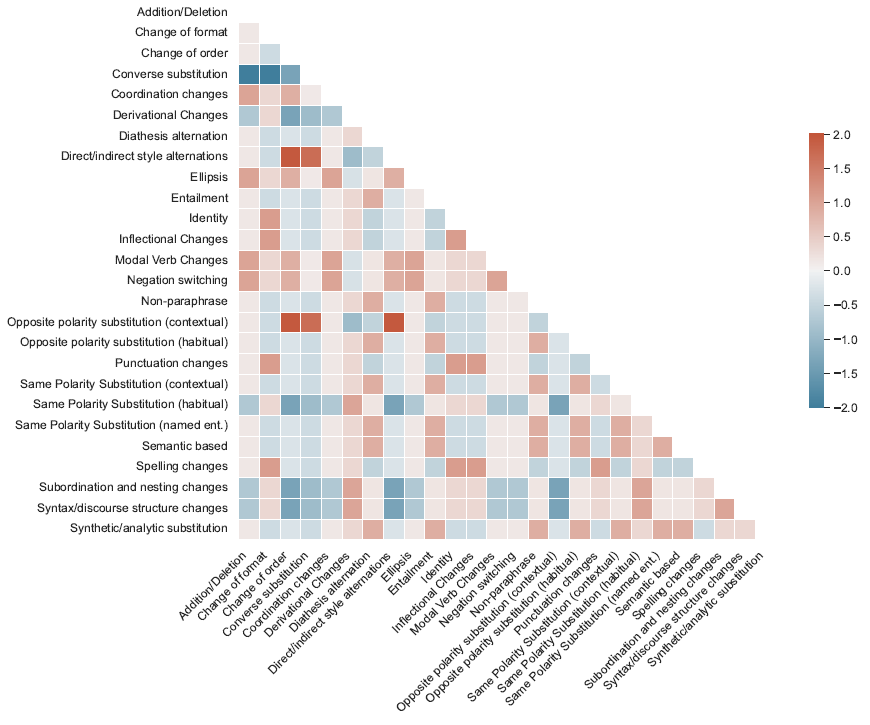 Addition/Deletion
Change of format
Change of order
Converse substitution
Coordination changes
Derivational Changes
Diathesis alternation
Direct/indirect style alternations
Ellipsis
Entailment
Identity
Inflectional Changes
Modal Verb Changes
Negation switching
Non-paraphrase
Opposite polarity substitution (contextual)
Opposite polarity substitution (habitual)
Punctuation changes
Same Polarity Substitution (contextual)
Same Polarity Substitution (habitual)
Same Polarity Substitution (named ent.)
Semantic based
Spelling changes
Subordination and nesting changes
Syntax/discourse structure changes
Synthetic/analytic substitution
Addition/Deletion
Change of format
Change of order
Converse substitution
Coordination changes
Derivational Changes
Diathesis alternation
Direct/indirect style alternations
Ellipsis
Entailment
Identity
Inflectional Changes
Modal Verb Changes
Negation switching
Non-paraphrase
Opposite polarity substitution (contextual)
Opposite polarity substitution (habitual)
Punctuation changes
Same Polarity Substitution (contextual)
Same Polarity Substitution (habitual)
Same Polarity Substitution (named ent.)
Semantic based
Spelling changes
Subordination and nesting changes
Syntax/discourse structure changes
Synthetic/analytic substitution
2.0
1.5
1.0
0.5
0.0
−0.5
−1.0
−1.5
−2.0